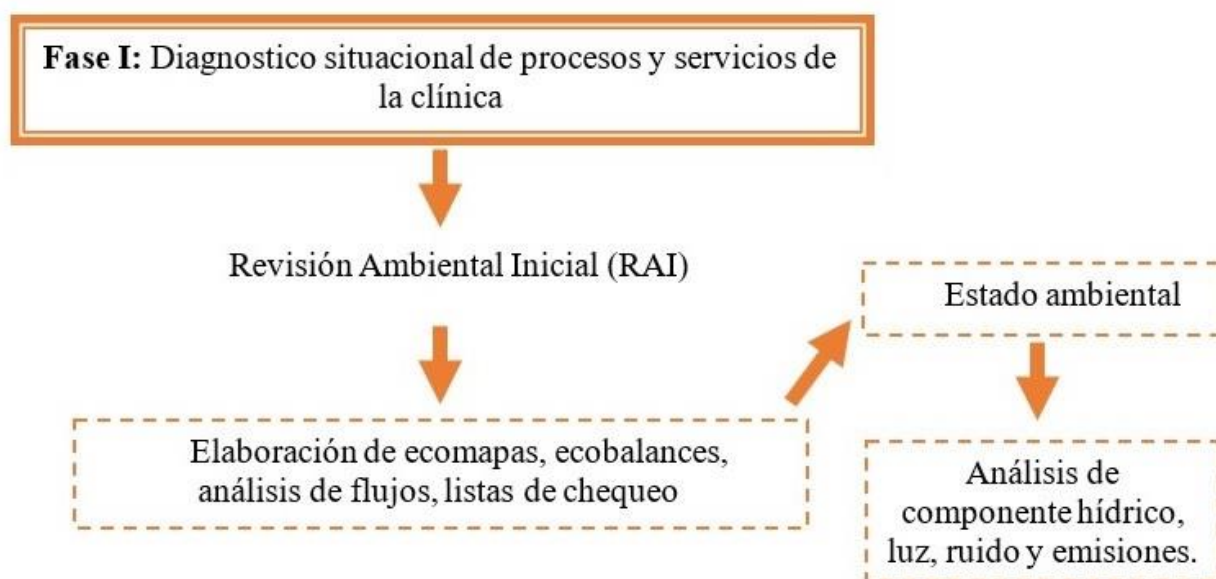 Fase I: Diagnostico situacional de procesos y servicios de
la clínica
Revisión Ambiental Inicial (RAI)
Elaboración de ecomapas, ecobalances,
análisis de flujos, listas de chequeo
Estado ambiental
Análisis de
componente hídrico,
luz, ruido y emisiones.